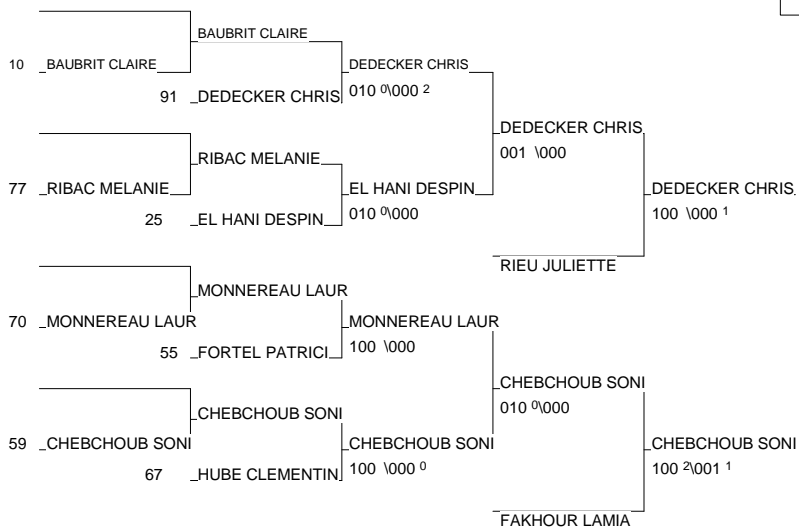 BAUBRIT CLAIRE
10 BAUBRIT CLAIRE DEDECKER CHRIS
91 DEDECKER CHRIS 010 0\000 2
DEDECKER CHRIS
001 \000
RIBAC MELANIE
77 RIBAC MELANIE EL HANI DESPIN DEDECKER CHRIS
25 EL HANI DESPIN 010 0\000 100 \000 1
RIEU JULIETTE
MONNEREAU LAUR
70 MONNEREAU LAUR MONNEREAU LAUR
55 FORTEL PATRICI 100 \000
CHEBCHOUB SONI
010 0\000
CHEBCHOUB SONI
59 CHEBCHOUB SONI CHEBCHOUB SONI CHEBCHOUB SONI
67 HUBE CLEMENTIN 100 \000 0 100 2\001 1
FAKHOUR LAMIA